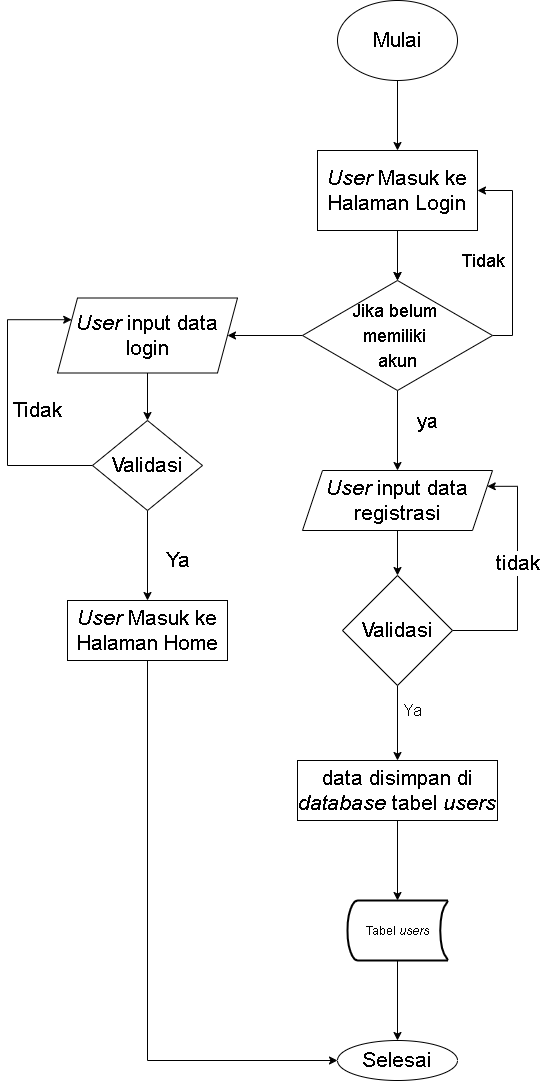 Mulai
User Masuk ke
Halaman Login
Tidak
Jika belum
memiliki
akun
User input data
login
Tidak
Validasi
ya
User input data
registrasi
tidak
Ya
User Masuk ke
Halaman Home
Validasi
Ya
data disimpan di
database tabel users
Tabel users
Selesai